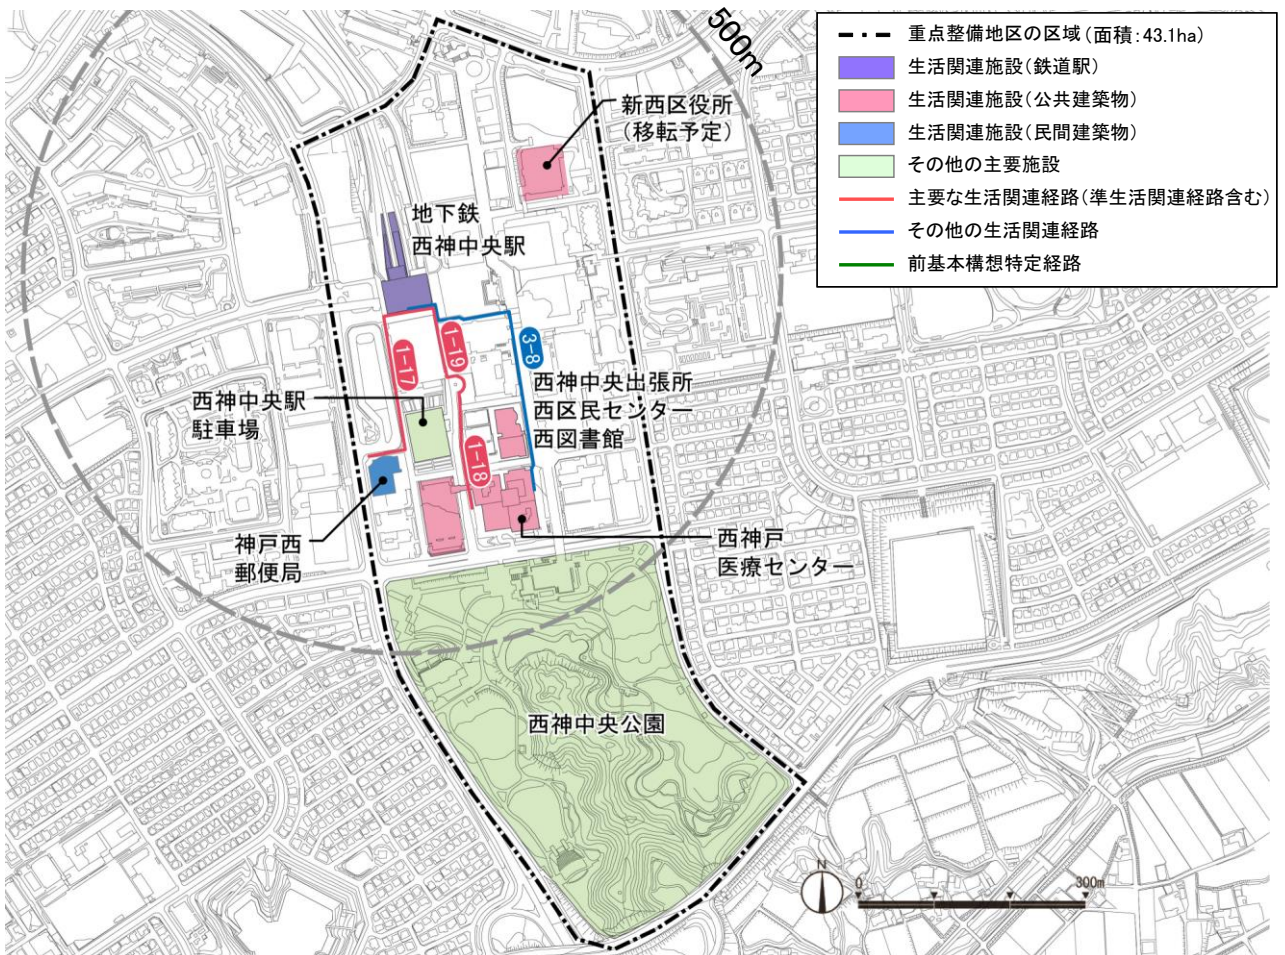 500m
重点整備地区の区域(面積:43.1ha)
生活関連施設(鉄道駅)
生活関連施設(公共建築物)
生活関連施設(民間建築物)
その他の主要施設
主要な生活関連経路(準生活関連経路含む)
その他の生活関連経路
前基本構想特定経路
新西区役所
(移転予定)
地下鉄
西神中央駅
1-17
1-19
3-8
西神中央出張所
西区民センター
西図書館
西神中央駅
駐車場
1-18
神戸西
郵便局
西神戸
医療センター
西神中央公園
N
0
300m